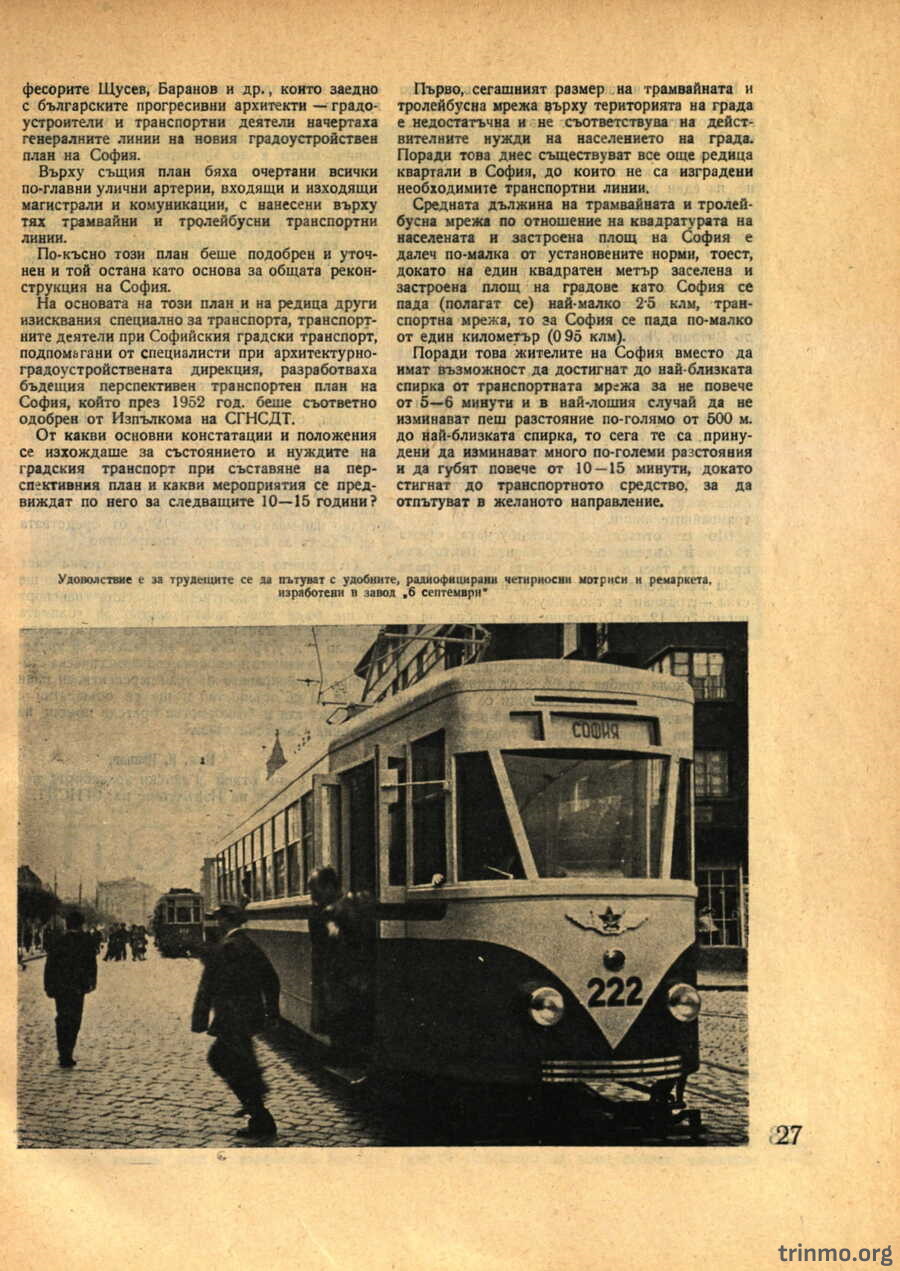 фесорите Щусев, Баранов и др., които заедно
с българските прогресивни архитекти — градо-
устроители и транспортни деятели начертаха
генералните линии на новия градоустройствен
план на София.
Върху същия план бяха очертани всички
по-главни улични артерии, входящи и изходящи
магистрали и комуникации, с нанесени върху
тях трамвайни и тролейбусни транспортни
линии.
По-късно този план беше подобрен и уточ-
нен и той остана като основа за общата рекон-
струкция на София.
На основата на този план и на редица други
изисквания специално за транспорта, транспорт-
ните деятели при Софийския градски транспорт,
подпомагани от специалисти при архитектурно-
градоустройствената дирекция, разработваха
бъдещия перспективен транспортен план на
София, който през 1952 год. беше съответно
одобрен от Изпълкома на СГНСДТ.
От какви основни констатации и положения
се изхождаше за състоянието и нуждите на
градския транспорт при съставяне на пер-
спективния план и какви мероприятия се пред-
виждат по него за следващите 10—15 години?
Първо, сегашният размер на трамвайната и
тролейбусна мрежа върху територията на града
е недостатъчна и не съответствува на дейст-
вителните нужди на населението на града.
Поради това днес съществуват все още редица
квартали в София, до които не са изградени
необходимите транспортни линии.
Средната дължина на трамвайната и тролей-
бусна мрежа по отношение на квадратурата на
населената и застроена площ на София е
далеч по-малка от установените норми, тоест,
докато на един квадратен метър заселена и
застроена площ на градове като София се
пада (полагат се) най-малко 2·5 клм, тран-
спортна мрежа, то за София се пада по-малко
от един километър (0 95 клм).
Поради това жителите на София вместо да
имат възможност да достигнат до най-близката
спирка от транспортната мрежа за не повече
от 5—6 минути и в най-лошия случай да не
изминават пеш разстояние по-голямо от 500 м.
до най-близката спирка, то сега те са прину-
дени да изминават много по-големи разстояния
и да губят повече от 10—15 минути, докато
стигнат до транспортното средство, за да
отпътуват в желаното направление.
Удоволствие е за трудещите се да пътуват с удобните, радиофицирани четириосни мотриси и ремаркета,
изработени в завод „6 септември"
СОФИЯ
222
27
trinmo.org